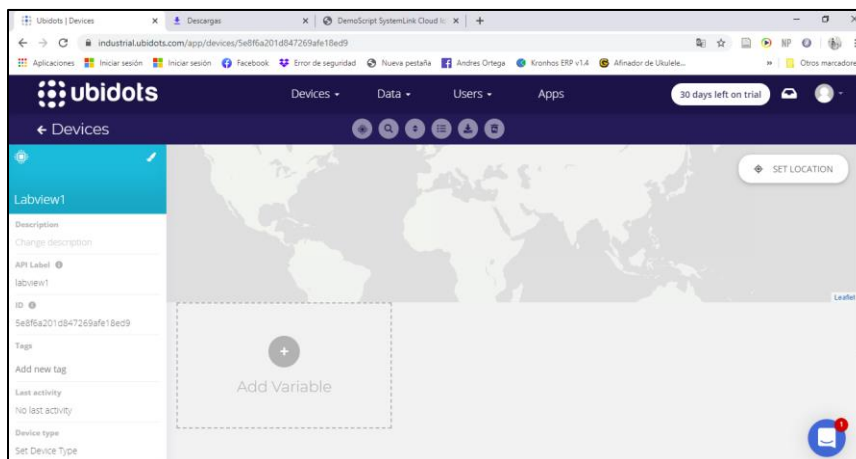 Ubidots | Devices
Descargas
DemoScript SystemLink Cloud Ic
industrial.ubidots.com/app/devices/5e8f6a201d847269afe18ed9
Aplicaciones Iniciar sesión Iniciar sesión Facebook Error de seguridad Nueva pestaña Andres Ortega Kronhos ERP v1.4 Afinador de Ukulele... » Otros marcadores
ubidots Devices Data Users Apps 30 days left on trial
← Devices
SET LOCATION
Labview1
Description
Change description
API Label
labview1
ID
5e8f6a201d847269afe18ed9
Tags
Add new tag
Last activity
No last activity
Device type
Set Device Type
Leaflet
Add Variable
1